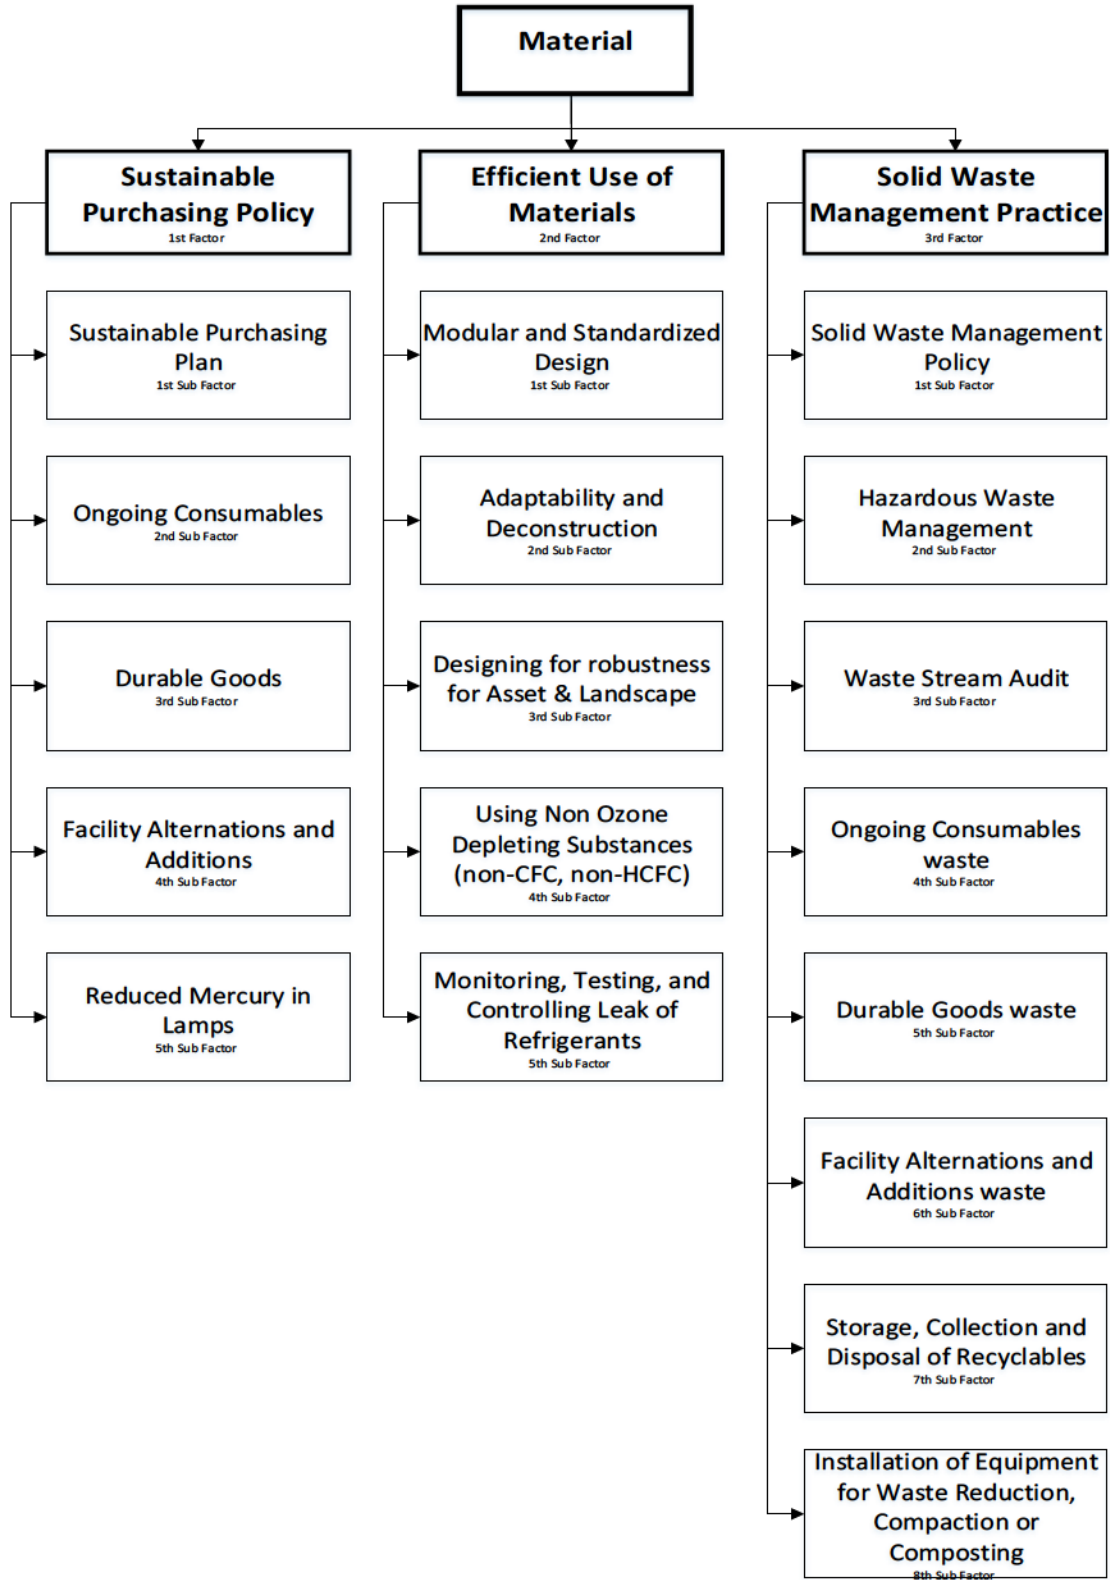 Material
Sustainable
Purchasing Policy
1st Factor
Sustainable Purchasing
Plan
1st Sub Factor
Ongoing Consumables
2nd Sub Factor
Durable Goods
3rd Sub Factor
Facility Alternations and
Additions
4th Sub Factor
Reduced Mercury in
Lamps
5th Sub Factor
Efficient Use of
Materials
2nd Factor
Modular and Standardized
Design
1st Sub Factor
Adaptability and
Deconstruction
2nd Sub Factor
Designing for robustness
for Asset & Landscape
3rd Sub Factor
Using Non Ozone
Depleting Substances
(non-CFC, non-HCFC)
4th Sub Factor
Monitoring, Testing, and
Controlling Leak of
Refrigerants
5th Sub Factor
Solid Waste
Management Practice
3rd Factor
Solid Waste Management
Policy
1st Sub Factor
Hazardous Waste
Management
2nd Sub Factor
Waste Stream Audit
3rd Sub Factor
Ongoing Consumables
waste
4th Sub Factor
Durable Goods waste
5th Sub Factor
Facility Alternations and
Additions waste
6th Sub Factor
Storage, Collection and
Disposal of Recyclables
7th Sub Factor
Installation of Equipment
for Waste Reduction,
Compaction or
Composting
8th Sub Factor